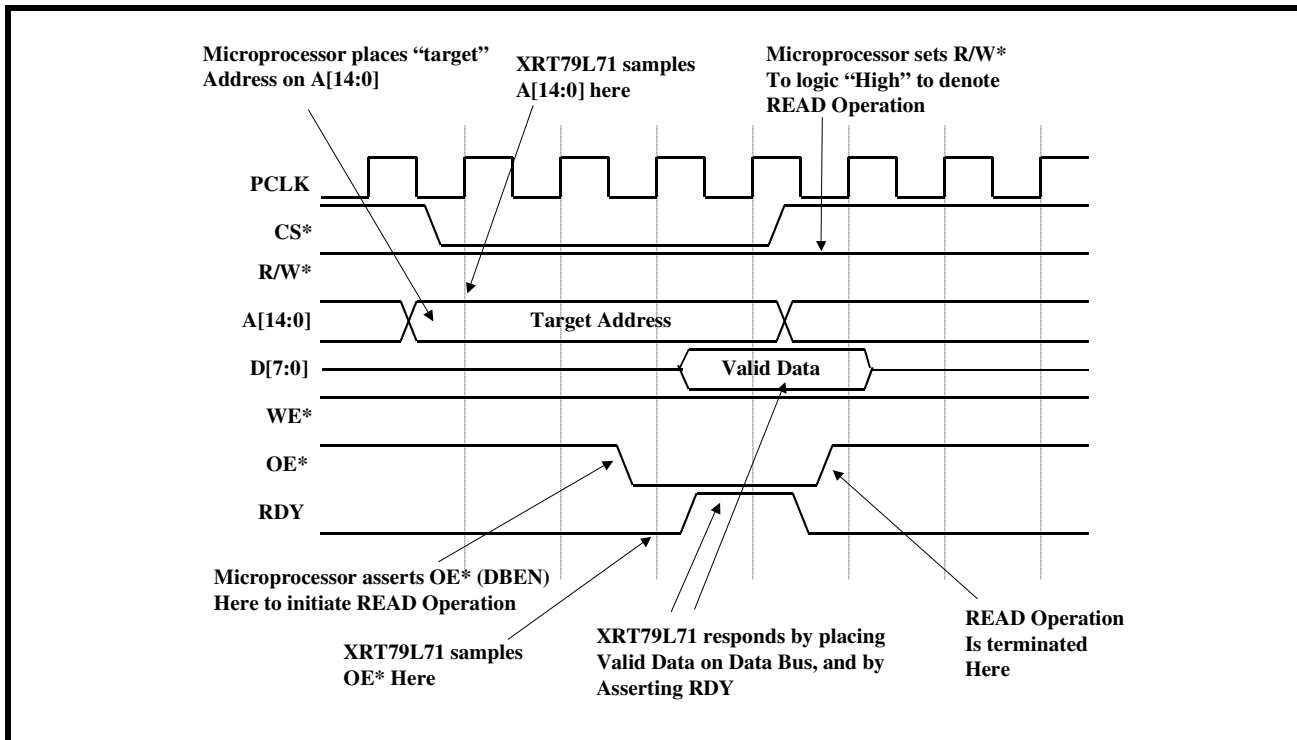 Microprocessor places “target”
Address on A[14:0]
XRT79L71 samples
A[14:0] here
Microprocessor sets R/W*
To logic “High” to denote
READ Operation
PCLK
CS*
R/W*
A[14:0]
Target Address
D[7:0]
Valid Data
WE*
OE*
RDY
Microprocessor asserts OE* (DBEN)
Here to initiate READ Operation
XRT79L71 samples
OE* Here
XRT79L71 responds by placing
Valid Data on Data Bus, and by
Asserting RDY
READ Operation
Is terminated
Here